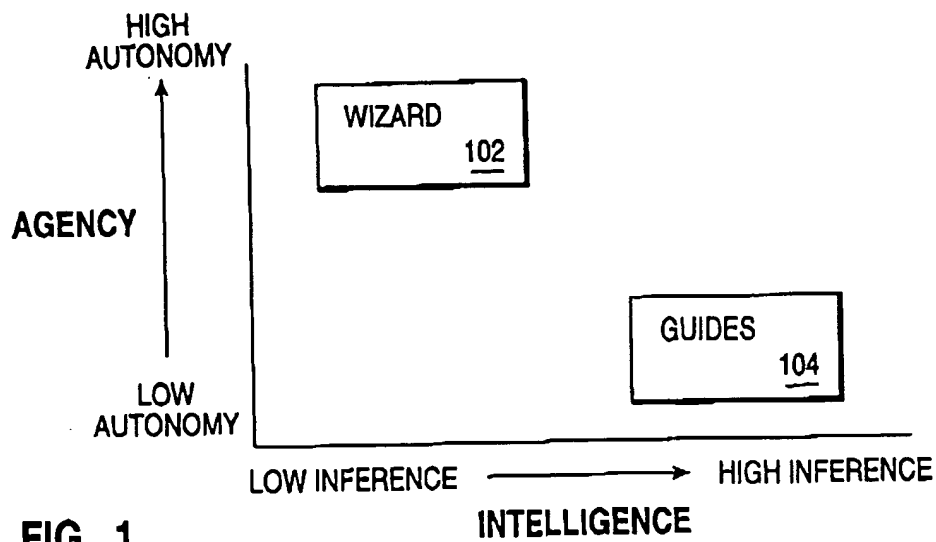 HIGH
AUTONOMY
WIZARD
102
AGENCY
GUIDES
104
LOW
AUTONOMY
LOW INFERENCE
HIGH INFERENCE
INTELLIGENCE
FIG. 1